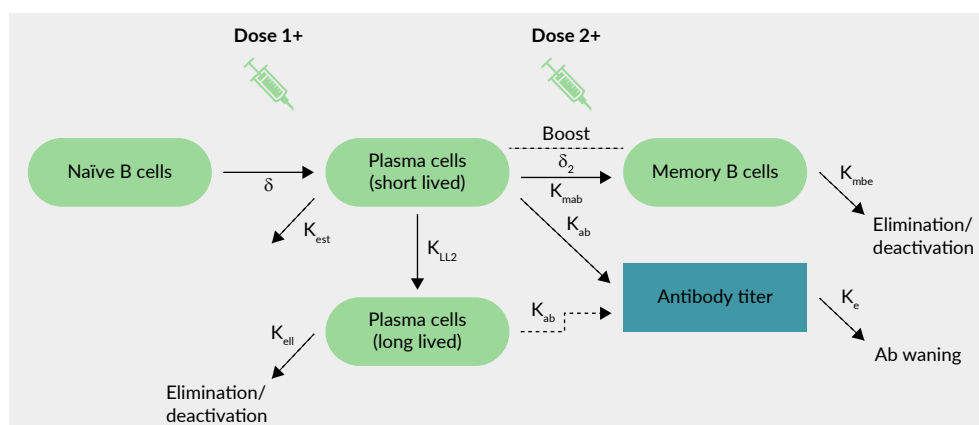 Dose 1+
Dose 2+
Naïve B cells
δ
Plasma cells
(short lived)
Boost
δ2
Kmab
Memory B cells
Kmbe
Elimination/
deactivation
Kest
KLL2
Kab
Antibody titer
Ke
Ab waning
Plasma cells
(long lived)
Kab
Kell
Elimination/
deactivation